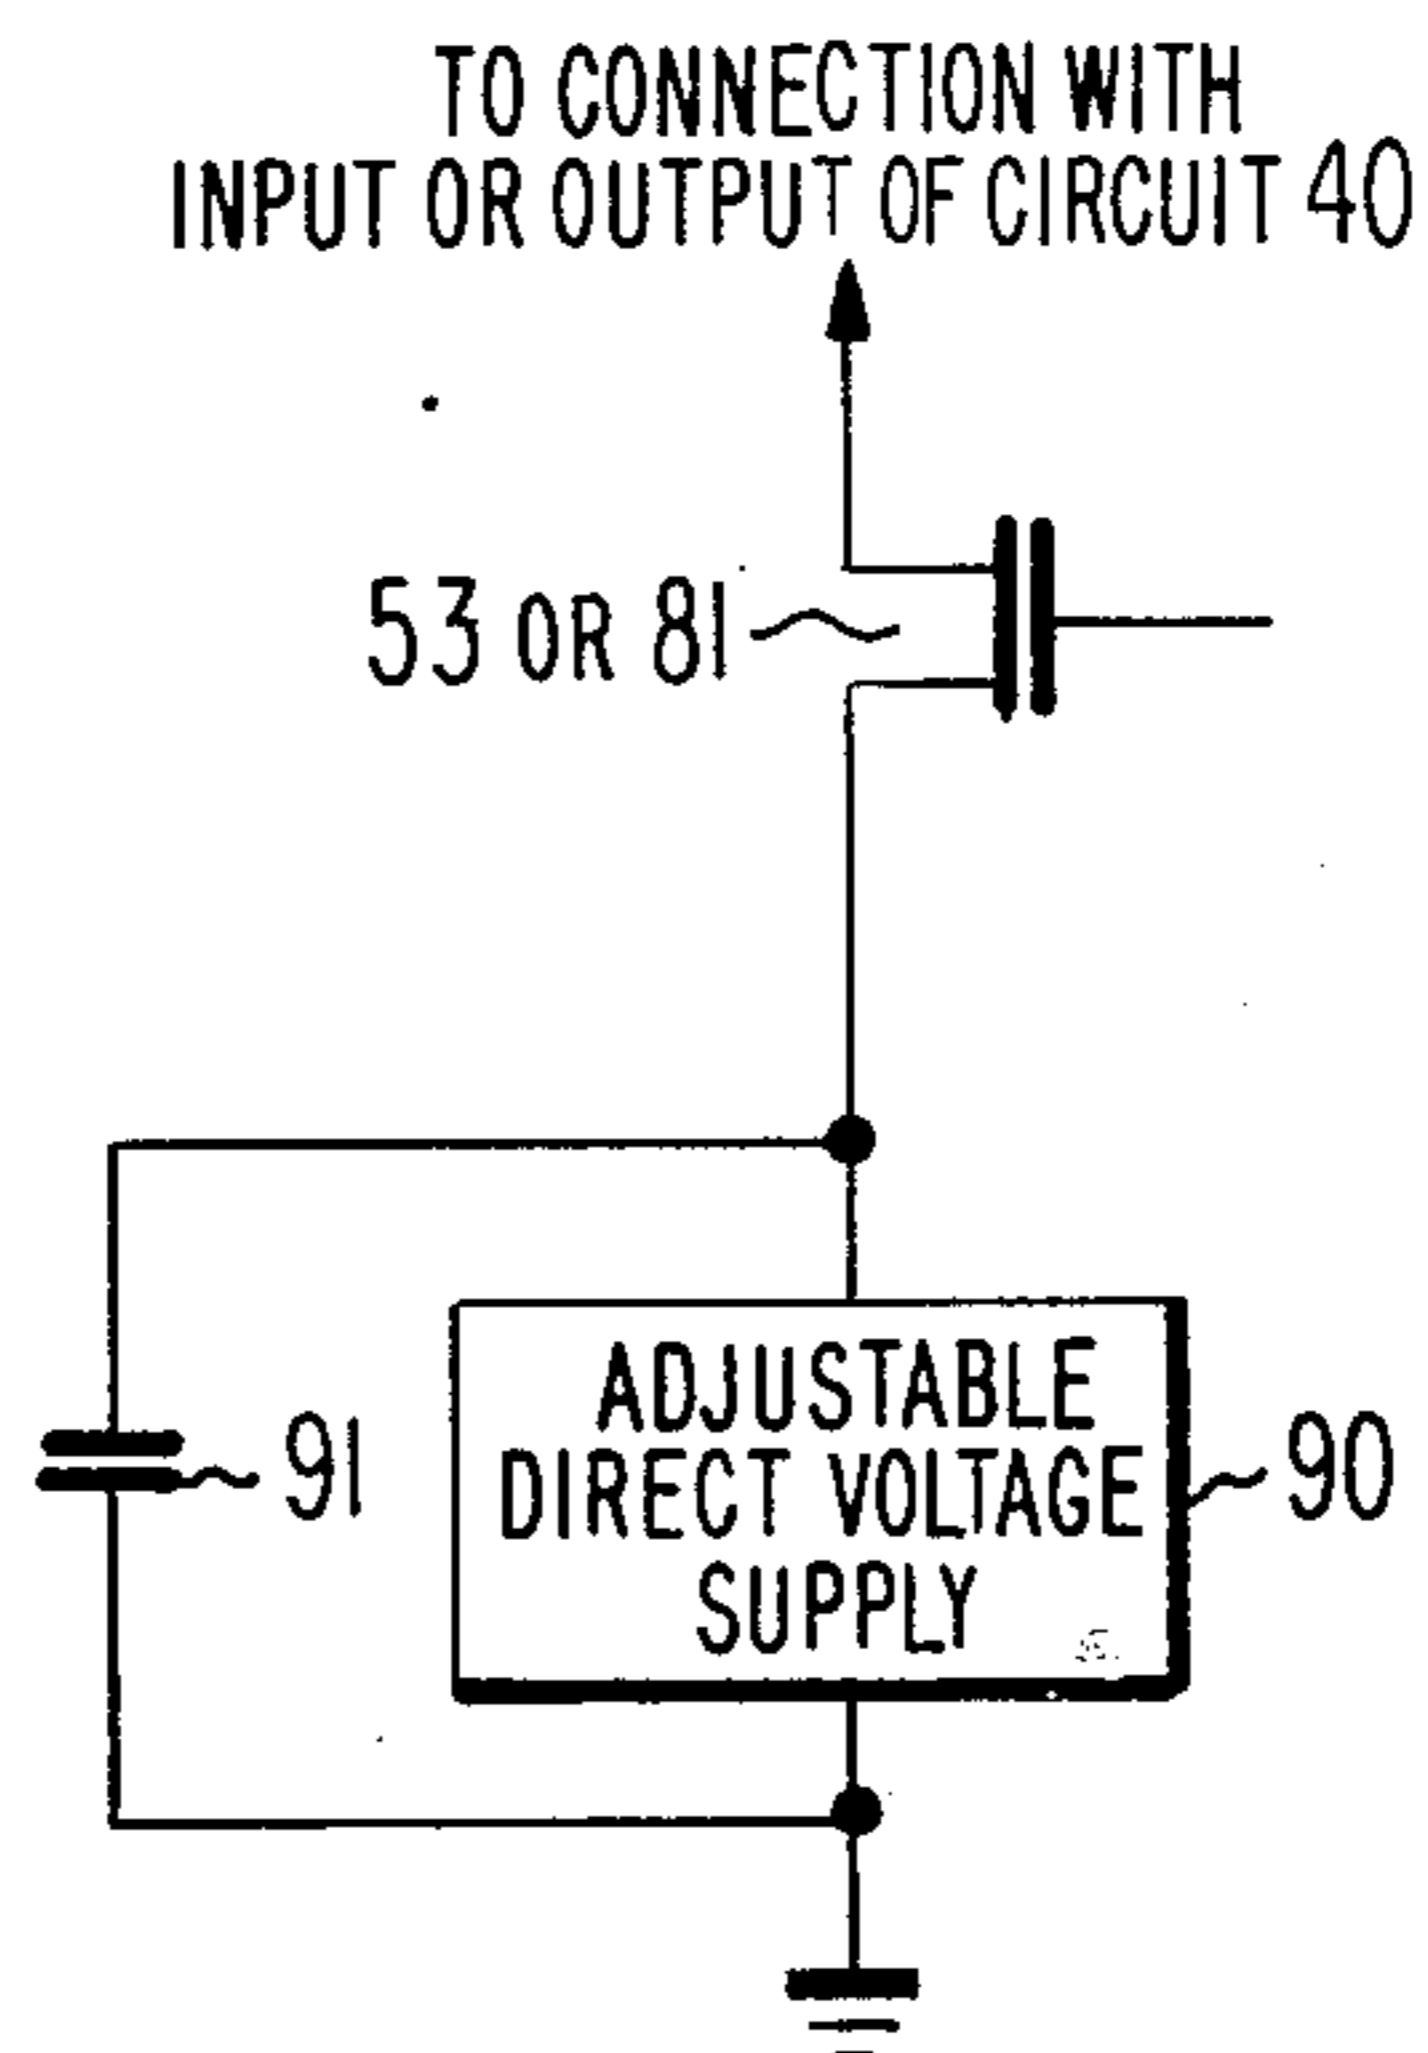 TO CONNECTION WITH
INPUT OR OUTPUT OF CIRCUIT 40
53 OR 81
91
ADJUSTABLE
DIRECT VOLTAGE
SUPPLY
90